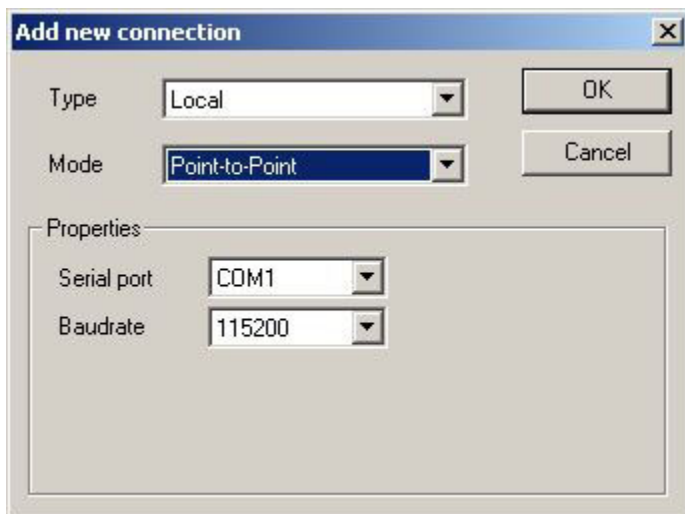 Add new connection
Type Local OK
Mode Point-to-Point Cancel
Properties
Serial port COM1
Baudrate 115200